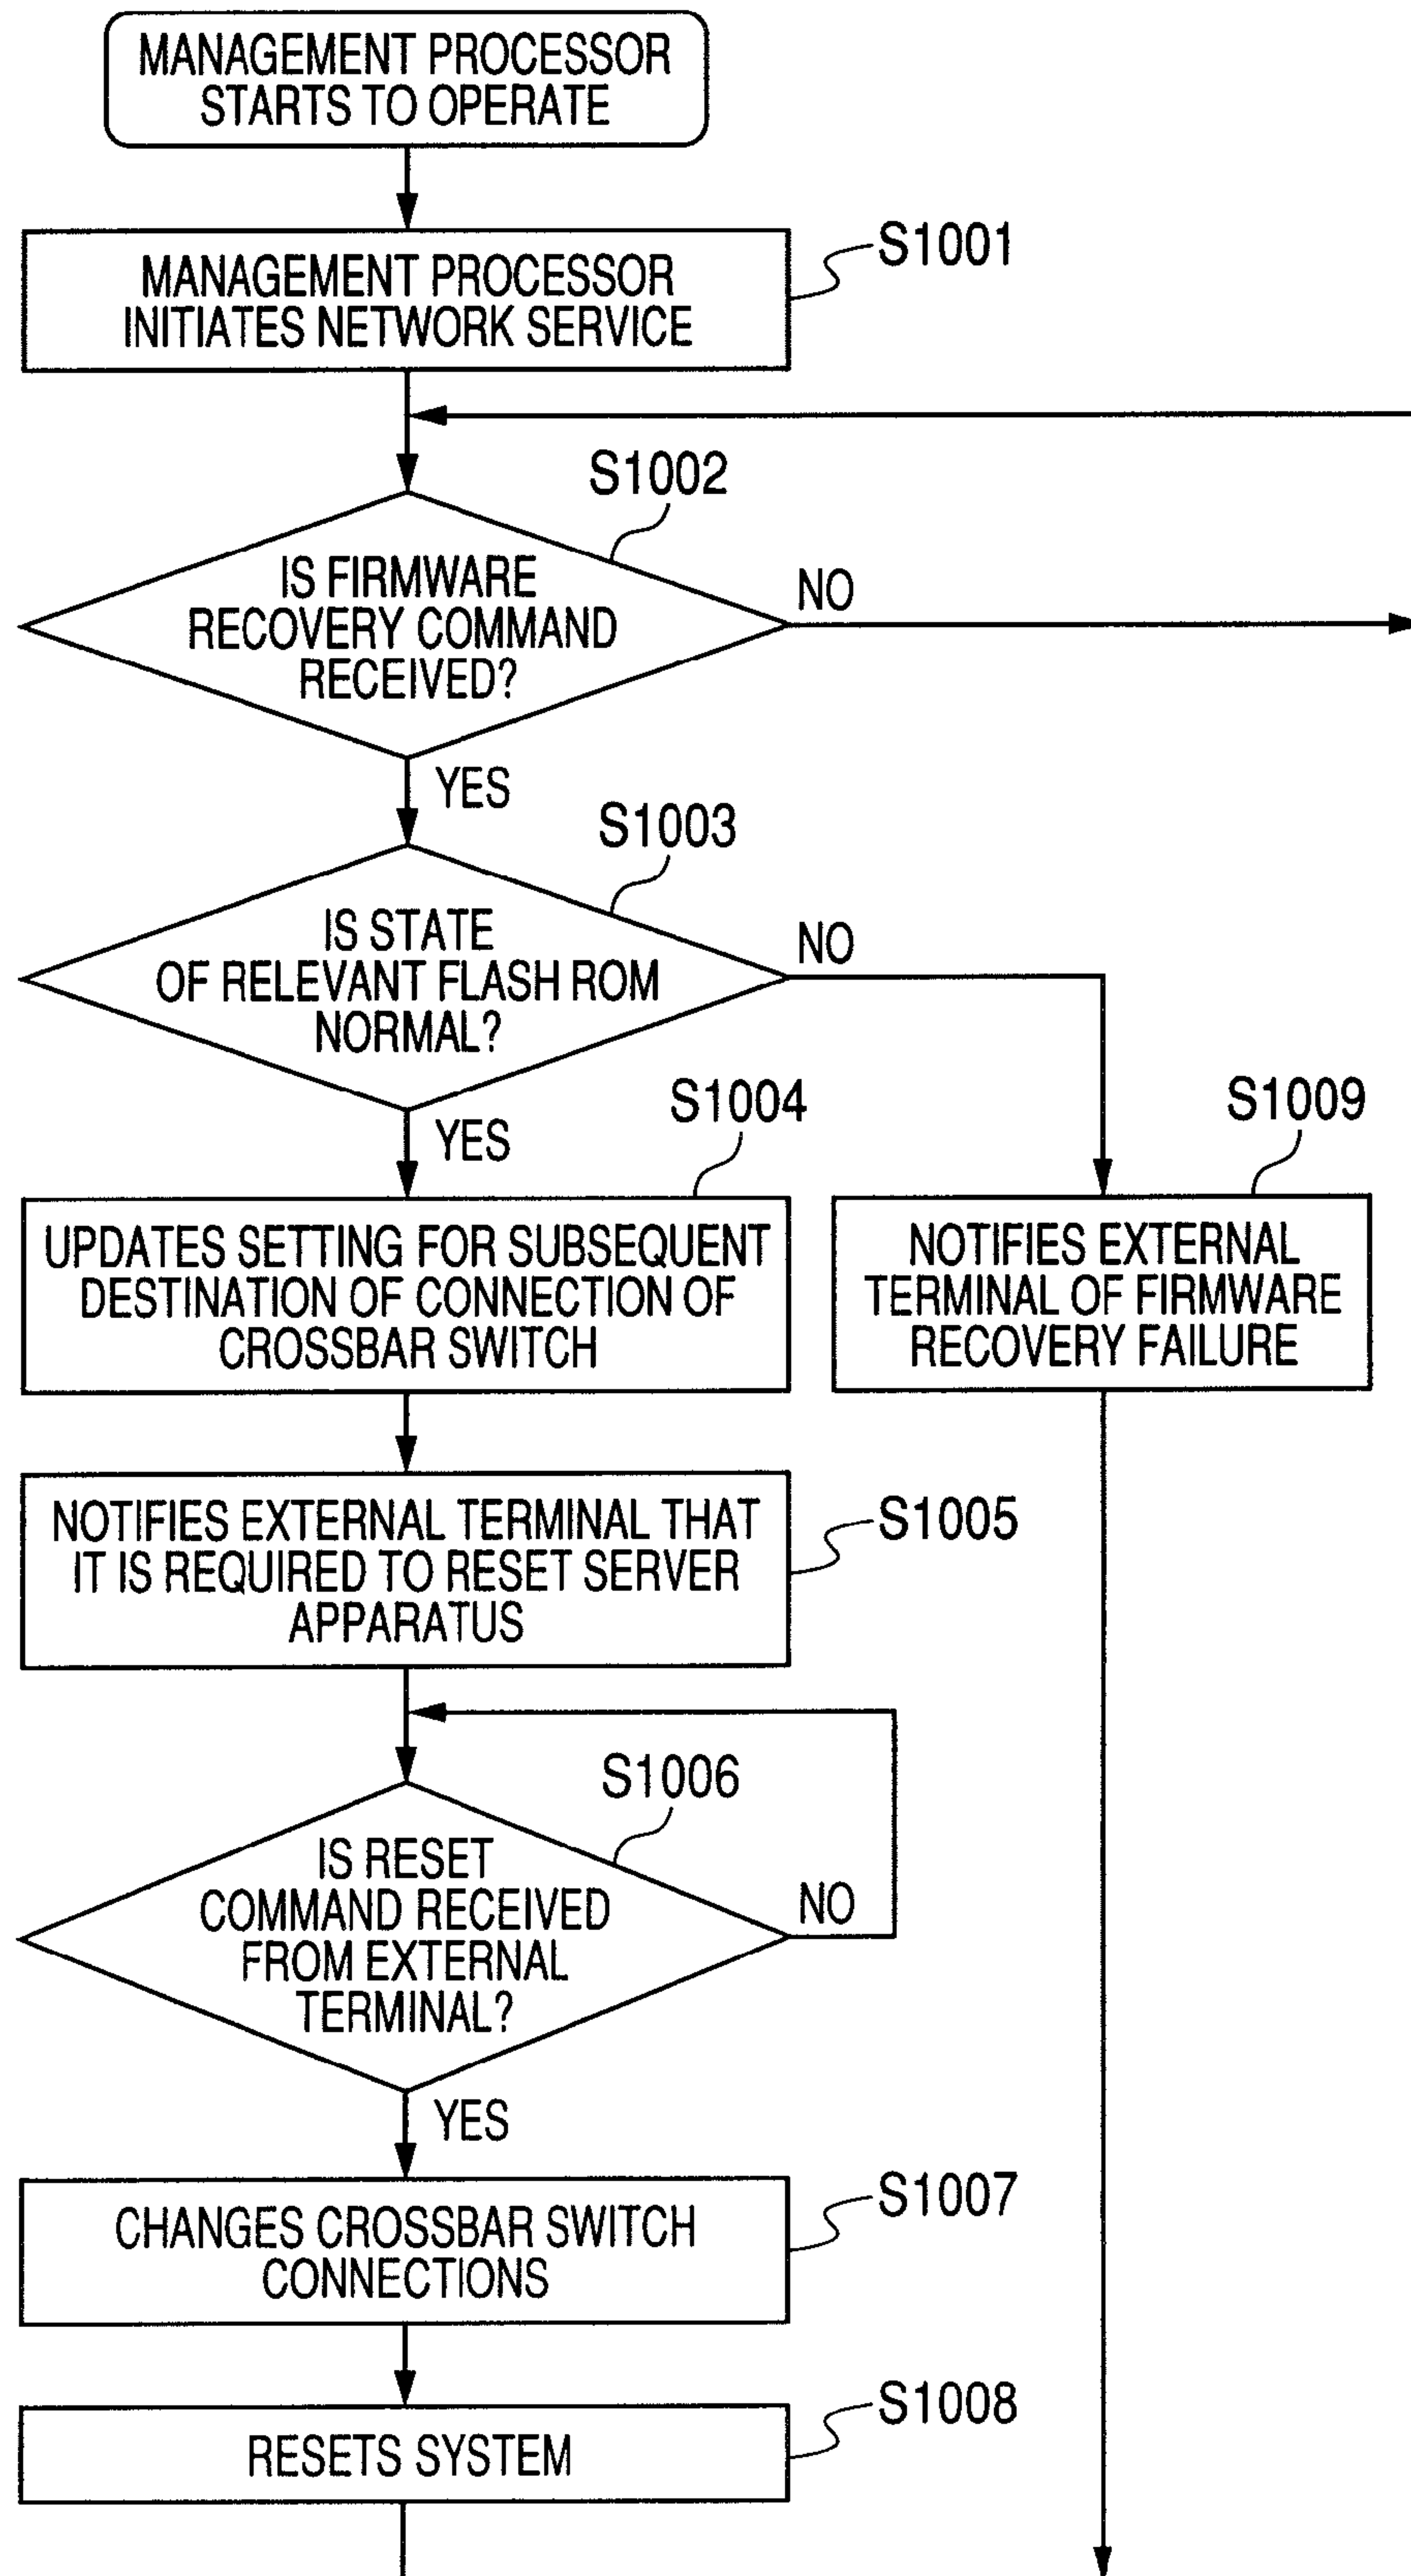 MANAGEMENT PROCESSOR
STARTS TO OPERATE
S1001
MANAGEMENT PROCESSOR
INITIATES NETWORK SERVICE
S1002
IS FIRMWARE
RECOVERY COMMAND
RECEIVED?
NO
YES
S1003
IS STATE
OF RELEVANT FLASH ROM
NORMAL?
NO
YES
S1004
UPDATES SETTING FOR SUBSEQUENT
DESTINATION OF CONNECTION OF
CROSSBAR SWITCH
S1009
NOTIFIES EXTERNAL
TERMINAL OF FIRMWARE
RECOVERY FAILURE
NOTIFIES EXTERNAL TERMINAL THAT
IT IS REQUIRED TO RESET SERVER
APPARATUS
S1005
S1006
IS RESET
COMMAND RECEIVED
FROM EXTERNAL
TERMINAL?
NO
YES
CHANGES CROSSBAR SWITCH
CONNECTIONS
S1007
RESETS SYSTEM
S1008